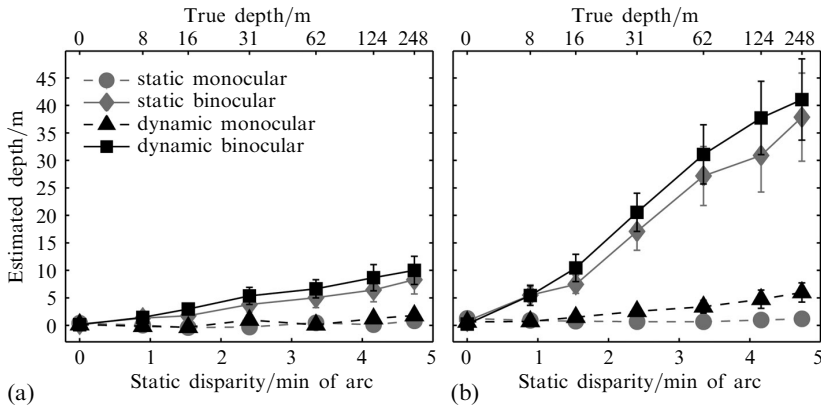 True depth/m
0 8 16 31 62 124 248
True depth/m
0 8 16 31 62 124 248
Estimated depth/m
45
40
35
30
25
20
15
10
5
0
static monocular
static binocular
dynamic monocular
dynamic binocular
0 1 2 3 4 5
0 1 2 3 4 5
(a)
Static disparity/min of arc
(b)
Static disparity/min of arc